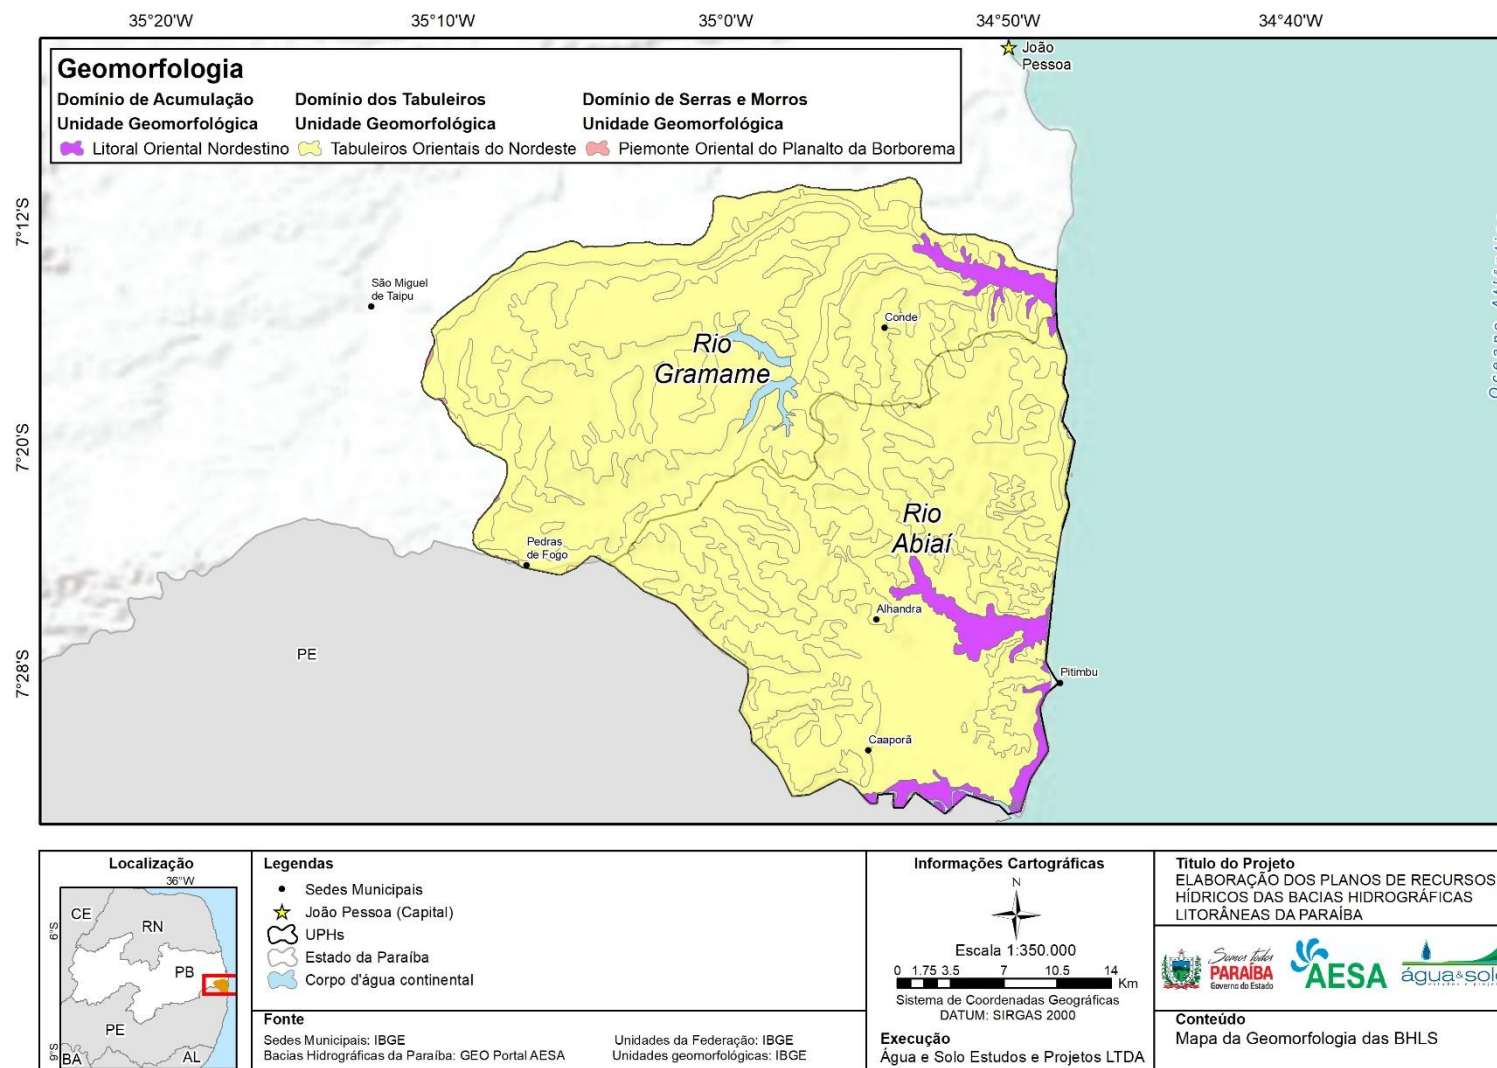 35°20'W 35°10'W 35°0'W 34°50'W 34°40'W
Geomorfologia
Domínio de Acumulação Domínio dos Tabuleiros Domínio de Serras e Morros
Unidade Geomorfológica Unidade Geomorfológica Unidade Geomorfológica
Litoral Oriental Nordestino Tabuleiros Orientais do Nordeste Piemonte Oriental do Planalto da Borborema
João
Pessoa
7°12'S
São Miguel
de Taipu
Conde
Rio
Gramame
7°20'S
Rio
Abiaí
Pedras
de Fogo
Alhandra
PE
7°28'S
Pitimbu
Caaporã
Oceano
Localização
36°W
6°S
9°S
CE
RN
PB
PE
BA
AL
Legendas
Sedes Municipais
João Pessoa (Capital)
UPHs
Estado da Paraíba
Corpo d'água continental
Fonte
Sedes Municipais: IBGE Unidades da Federação: IBGE
Bacias Hidrográficas da Paraíba: GEO Portal AESA Unidades geomorfológicas: IBGE
Informações Cartográficas
N
Escala 1:350.000
0 1.75 3.5 7 10.5 14
Km
Sistema de Coordenadas Geográficas
DATUM: SIRGAS 2000
Execução
Água e Solo Estudos e Projetos LTDA
Titulo do Projeto
ELABORAÇÃO DOS PLANOS DE RECURSOS
HÍDRICOS DAS BACIAS HIDROGRÁFICAS
LITORÂNEAS DA PARAÍBA
Somos todos
PARAÍBA
Governo do Estado
AESA
água&solo
Conteúdo
Mapa da Geomorfologia das BHLS